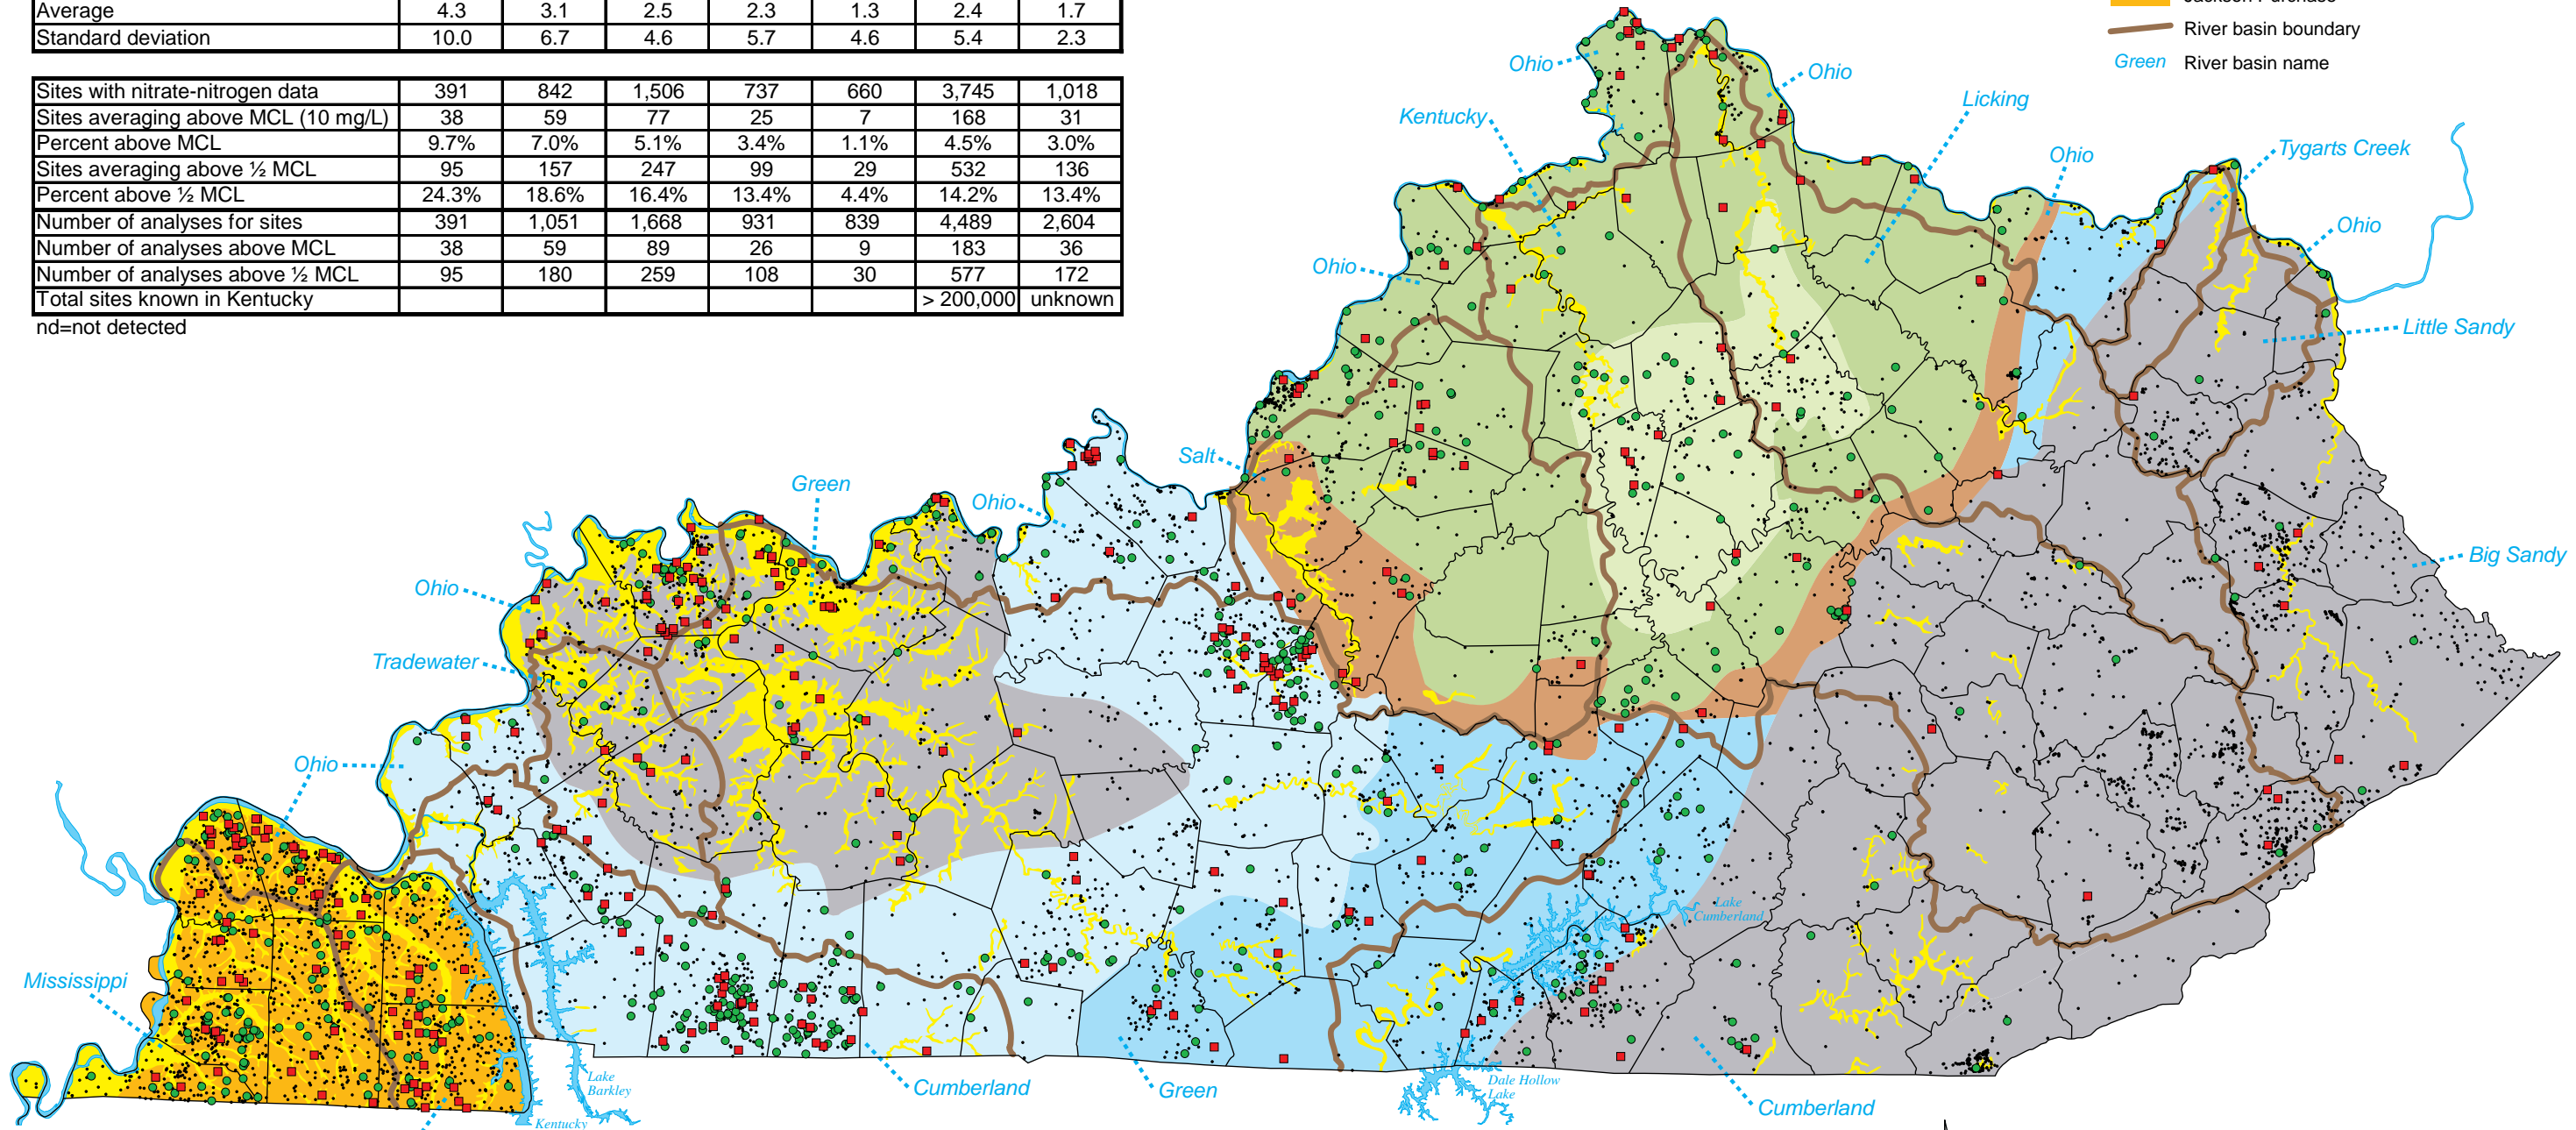 Average 4.3 3.1 2.5 2.3 1.3 2.4 1.7
Standard deviation 10.0 6.7 4.6 5.7 4.6 5.4 2.3
Sites with nitrate-nitrogen data 391 842 1,506 737 660 3,745 1,018
Sites averaging above MCL (10 mg/L) 38 59 77 25 7 168 31
Percent above MCL 9.7% 7.0% 5.1% 3.4% 1.1% 4.5% 3.0%
Sites averaging above ½ MCL 95 157 247 99 29 532 136
Percent above ½ MCL 24.3% 18.6% 16.4% 13.4% 4.4% 14.2% 13.4%
Number of analyses for sites 391 1,051 1,668 931 839 4,489 2,604
Number of analyses above MCL 38 59 89 26 9 183 36
Number of analyses above ½ MCL 95 180 259 108 30 577 172
Total sites known in Kentucky > 200,000 unknown
nd=not detected
Jackson Purchase
River basin boundary
Green River basin name
Ohio
Ohio
Licking
Kentucky
Ohio
Tygarts Creek
Ohio
Ohio
Little Sandy
Salt
Green
Ohio
Big Sandy
Ohio
Tradewater
Ohio
Lake
Cumberland
Mississippi
Lake
Barkley
Kentucky
Cumberland
Green
Dale Hollow
Lake
Cumberland